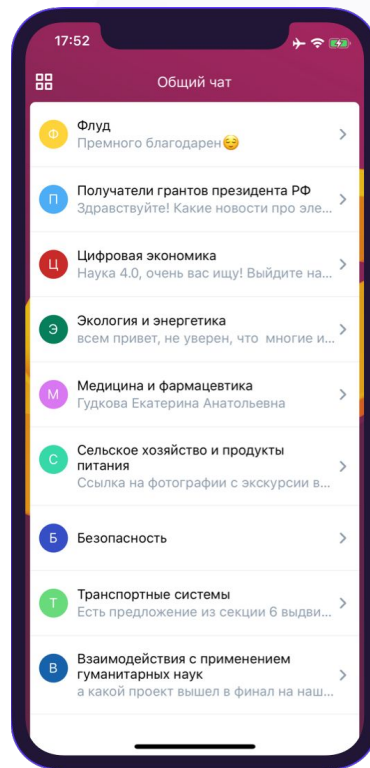 17:52
Общий чат
Ф
Флуд
Премного благодарен😌
П
Получатели грантов президента РФ
Здравствуйте! Какие новости про эле...
Ц
Цифровая экономика
Наука 4.0, очень вас ищу! Выйдите на...
Э
Экология и энергетика
всем привет, не уверен, что многие и...
М
Медицина и фармацевтика
Гудкова Екатерина Анатольевна
С
Сельское хозяйство и продукты
питания
Ссылка на фотографии с экскурсии в...
Б
Безопасность
Т
Транспортные системы
Есть предложение из секции 6 выдви...
В
Взаимодействия с применением
гуманитарных наук
а какой проект вышел в финал на наш...